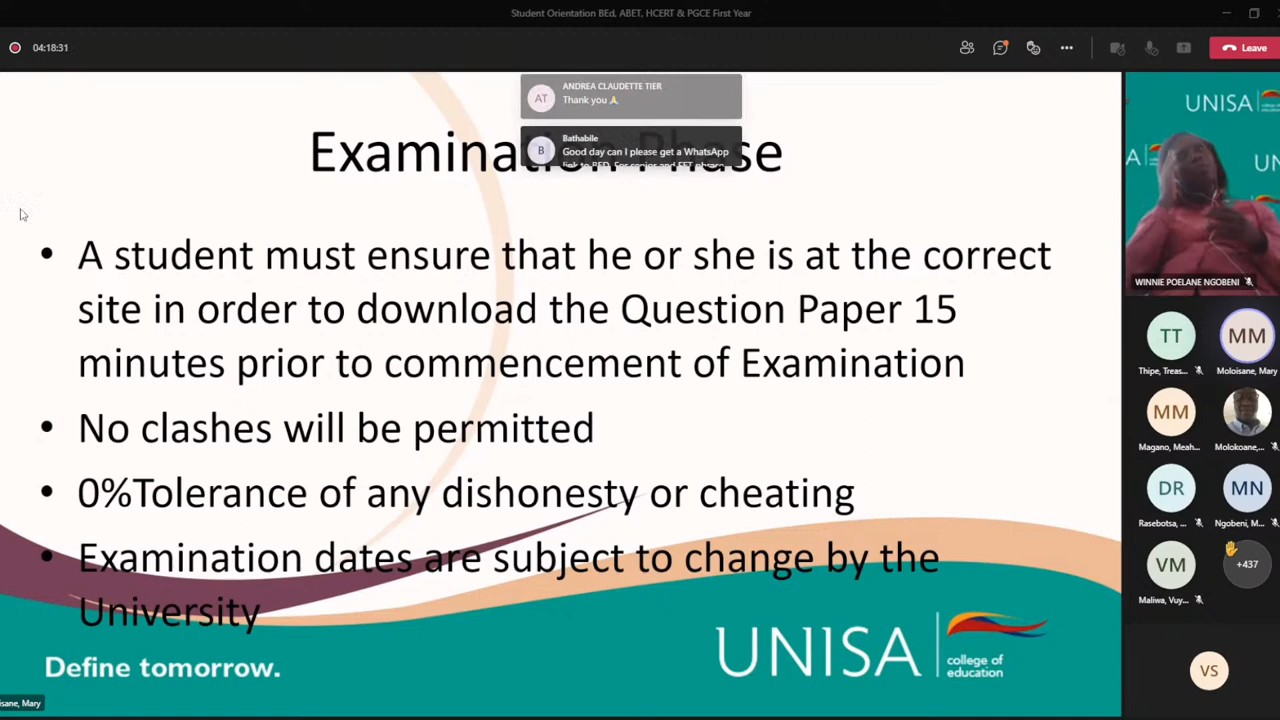 Student Orientation BEd, ABET, HCERT & PGCE First Year
04:18:31
Leave
ANDREA CLAUDETTE TIER
Thank you 🙏
AT
Bathabile
Good day can I please get a WhatsApp
link to BED. For senior and FET phrase
B
Examination Phase
• A student must ensure that he or she is at the correct
site in order to download the Question Paper 15
minutes prior to commencement of Examination
• No clashes will be permitted
• 0%Tolerance of any dishonesty or cheating
• Examination dates are subject to change by the
University
Define tomorrow.
UNISA
college of
education
isane, Mary
UNISA
WINNIE POELANE NGOBENI
TT
MM
Thipe, Treas...
Moloisane, Mary
MM
Magano, Meah...
Molokoane,...
DR
MN
Rasebotsa, ...
Ngobeni, M...
VM
+437
Maliwa, Vuy...
VS